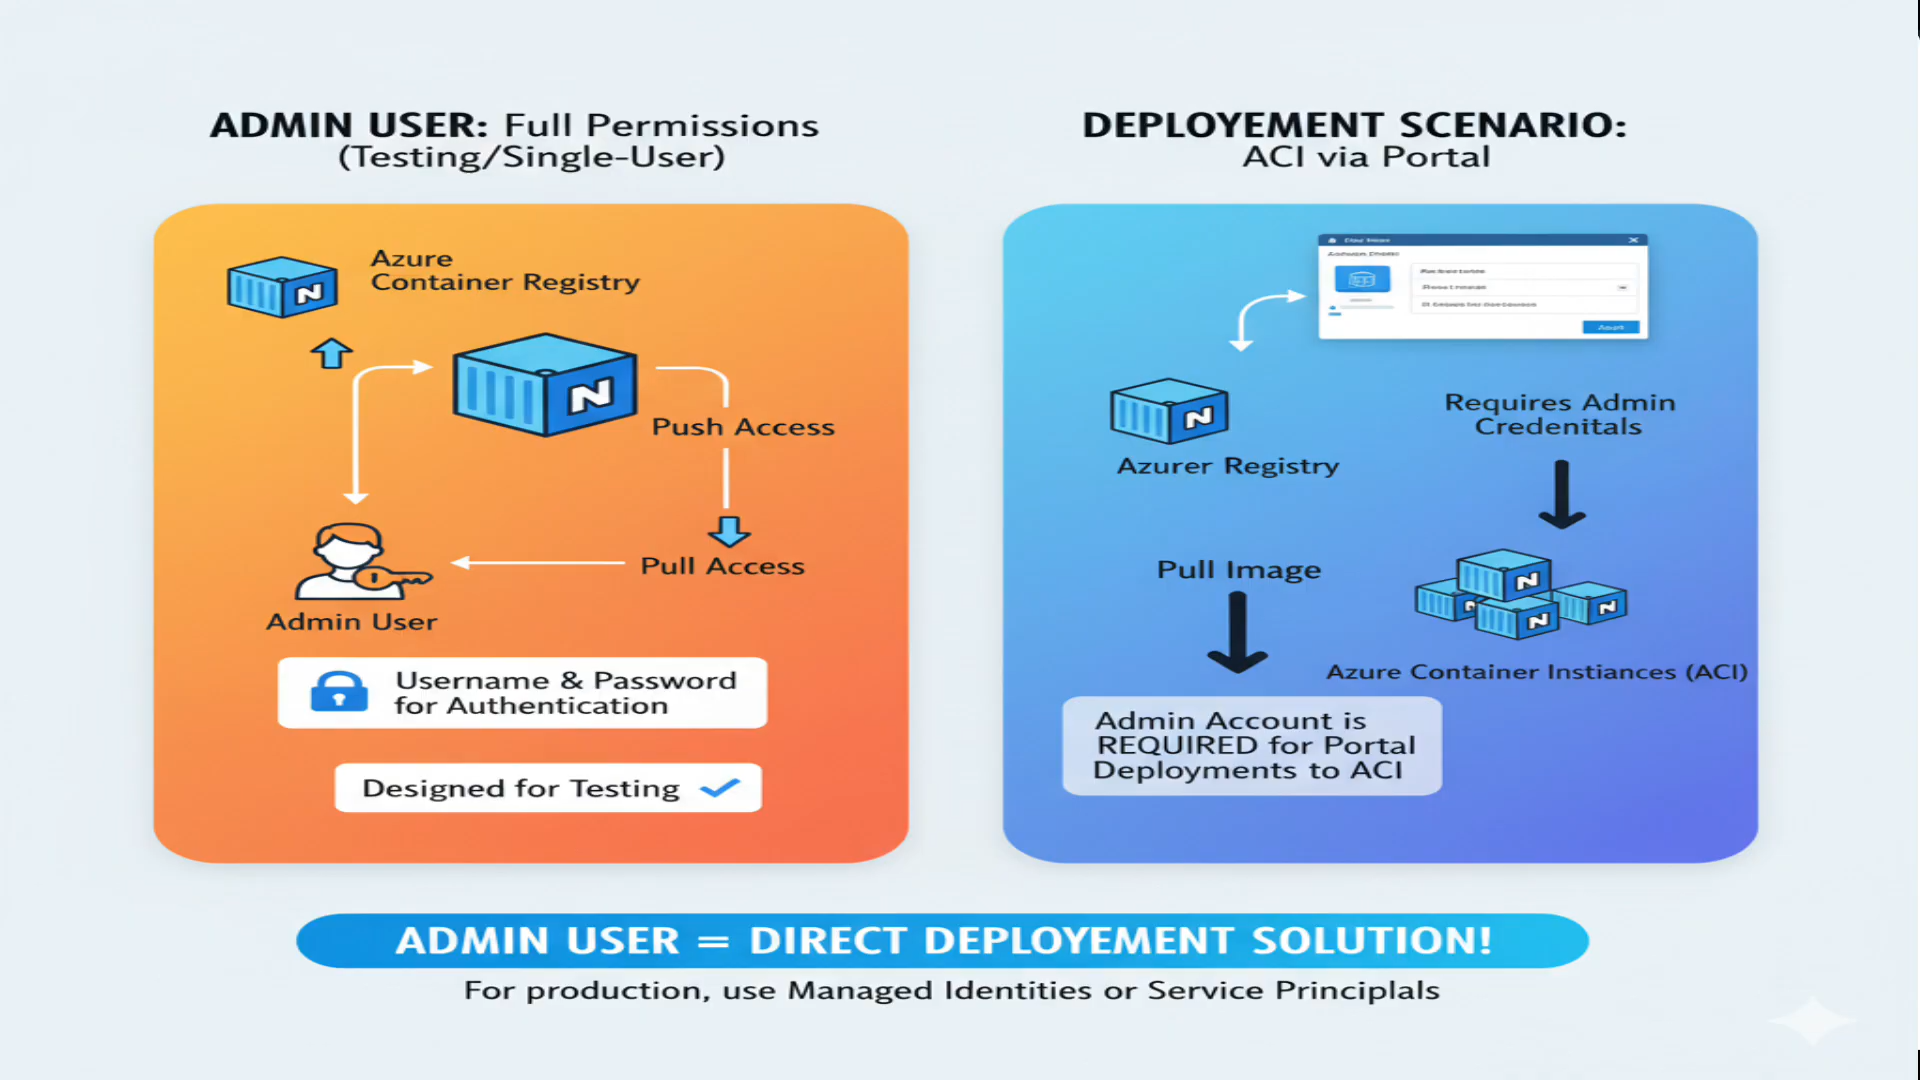 ADMIN USER: Full Permissions
(Testing/Single-User)
Azure
Container Registry
N
N
Push Access
Pull Access
Admin User
Username & Password
for Authentication
Designed for Testing
DEPLOYEMENT SCENARIO:
ACI via Portal
N
Azurer Registry
Requires Admin
Credenitals
Pull Image
N
N
N
N
Azure Container Instiances (ACI)
Admin Account is
REQUIRED for Portal
Deployments to ACI
ADMIN USER = DIRECT DEPLOYEMENT SOLUTION!
For production, use Managed Identities or Service Principlals